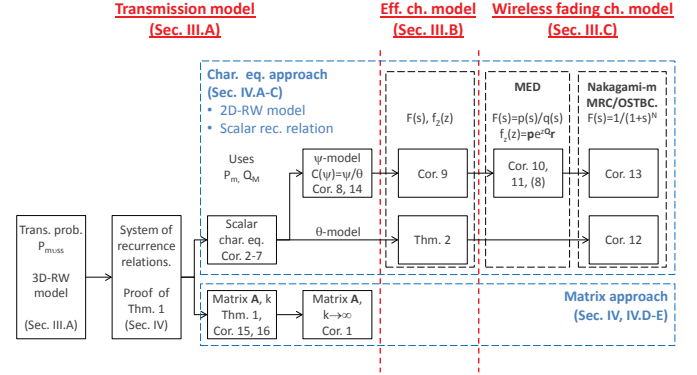 Transmission model
(Sec. III.A)
Eff. ch. model
(Sec. III.B)
Wireless fading ch. model
(Sec. III.C)
Char. eq. approach
(Sec. IV.A-C)
• 2D-RW model
• Scalar rec. relation
Uses
Pm, QM
ψ-model
C(ψ)=ψ/θ
Cor. 8, 14
F(s), fz(z)
Cor. 9
MED
F(s)=p(s)/q(s)
fz(z)=pe^zQr
Cor. 10,
11, (8)
Nakagami-m
MRC/OSTBC.
F(s)=1/(1+s)^N
Cor. 13
Trans. prob.
3D-RW
model
(Sec. III.A)
System of
recurrence
relations.
Proof of
Thm. 1
(Sec. IV)
Scalar
char. eq.
Cor. 2-7
θ-model
Thm. 2
Cor. 12
Matrix A, k
Thm. 1,
Cor. 15, 16
Matrix A,
k→∞
Cor. 1
Matrix approach
(Sec. IV, IV.D-E)